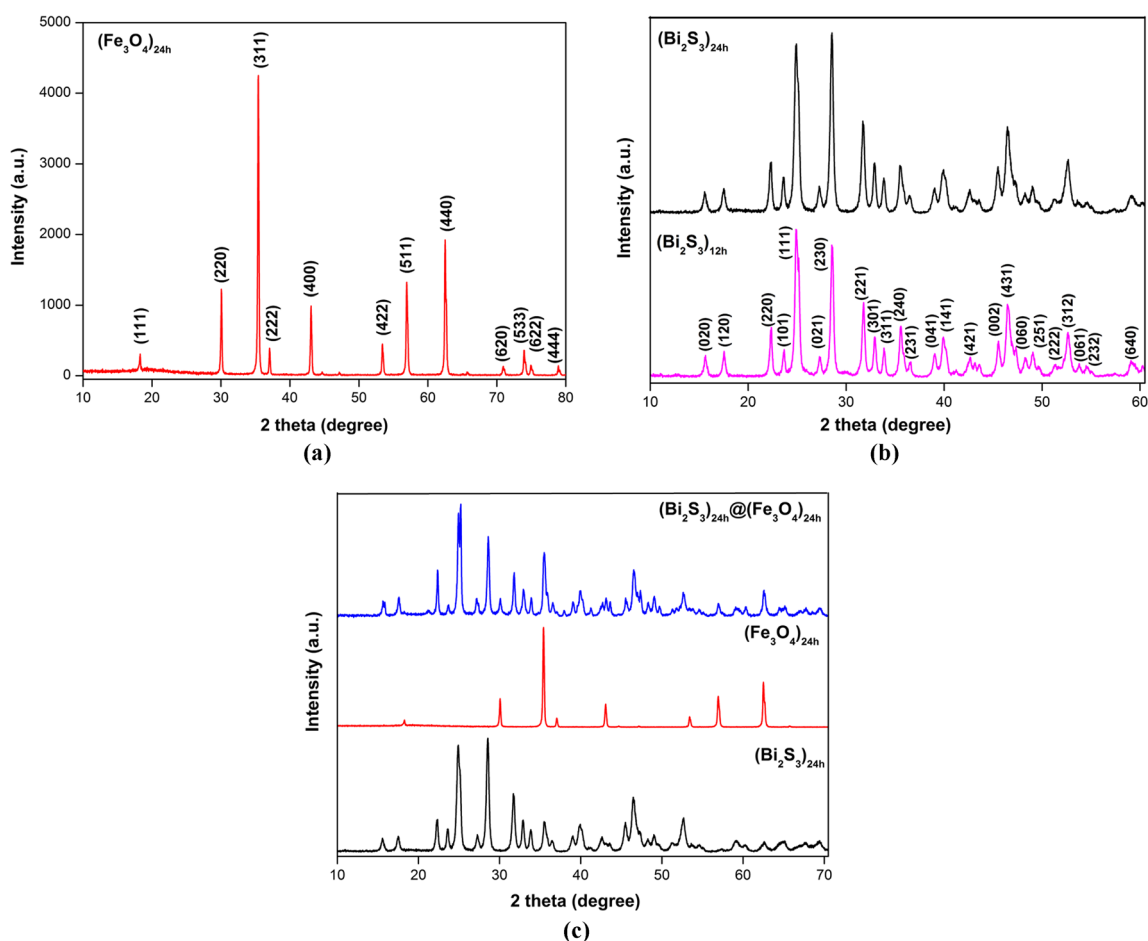 (Fe₃O₄)₂₄ₕ
(111)
(220)
(311)
(222)
(400)
(422)
(511)
(440)
(620)
(533)
(622)
(444)
Intensity (a.u.)
5000
4000
3000
2000
1000
0
10 20 30 40 50 60 70 80
2 theta (degree)
(a)
(Bi₂S₃)₂₄ₕ
(Bi₂S₃)₁₂ₕ
(020)
(120)
(220)
(101)
(111)
(021)
(230)
(221)
(301)
(311)
(240)
(231)
(041)
(141)
(421)
(002)
(431)
(060)
(251)
(222)
(312)
(061)
(232)
(640)
Intensity (a.u.)
10 20 30 40 50 60
2 theta (degree)
(b)
(Bi₂S₃)₂₄ₕ@(Fe₃O₄)₂₄ₕ
(Fe₃O₄)₂₄ₕ
(Bi₂S₃)₂₄ₕ
Intensity (a.u.)
10 20 30 40 50 60 70
2 theta (degree)
(c)